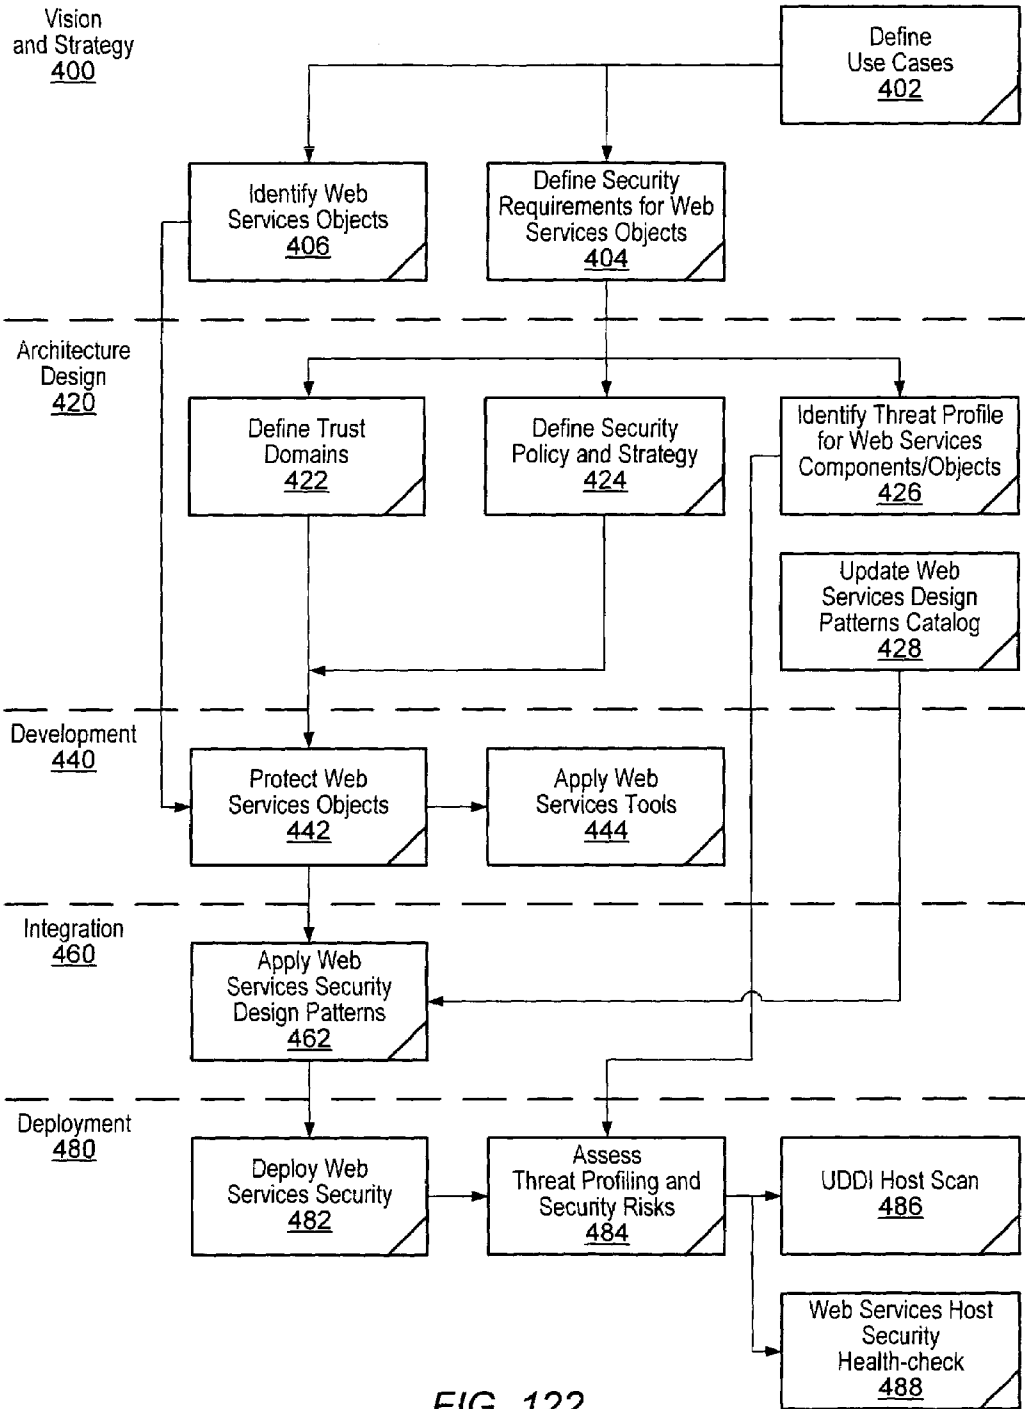 Vision
and Strategy
400
Define
Use Cases
402
Identify Web
Services Objects
406
Define Security
Requirements for Web
Services Objects
404
Architecture
Design
420
Define Trust
Domains
422
Define Security
Policy and Strategy
424
Identify Threat Profile
for Web Services
Components/Objects
426
Update Web
Services Design
Patterns Catalog
428
Development
440
Protect Web
Services Objects
442
Apply Web
Services Tools
444
Integration
460
Apply Web
Services Security
Design Patterns
462
Deployment
480
Deploy Web
Services Security
482
Assess
Threat Profiling and
Security Risks
484
UDDI Host Scan
486
Web Services Host
Security
Health-check
488
FIG. 122